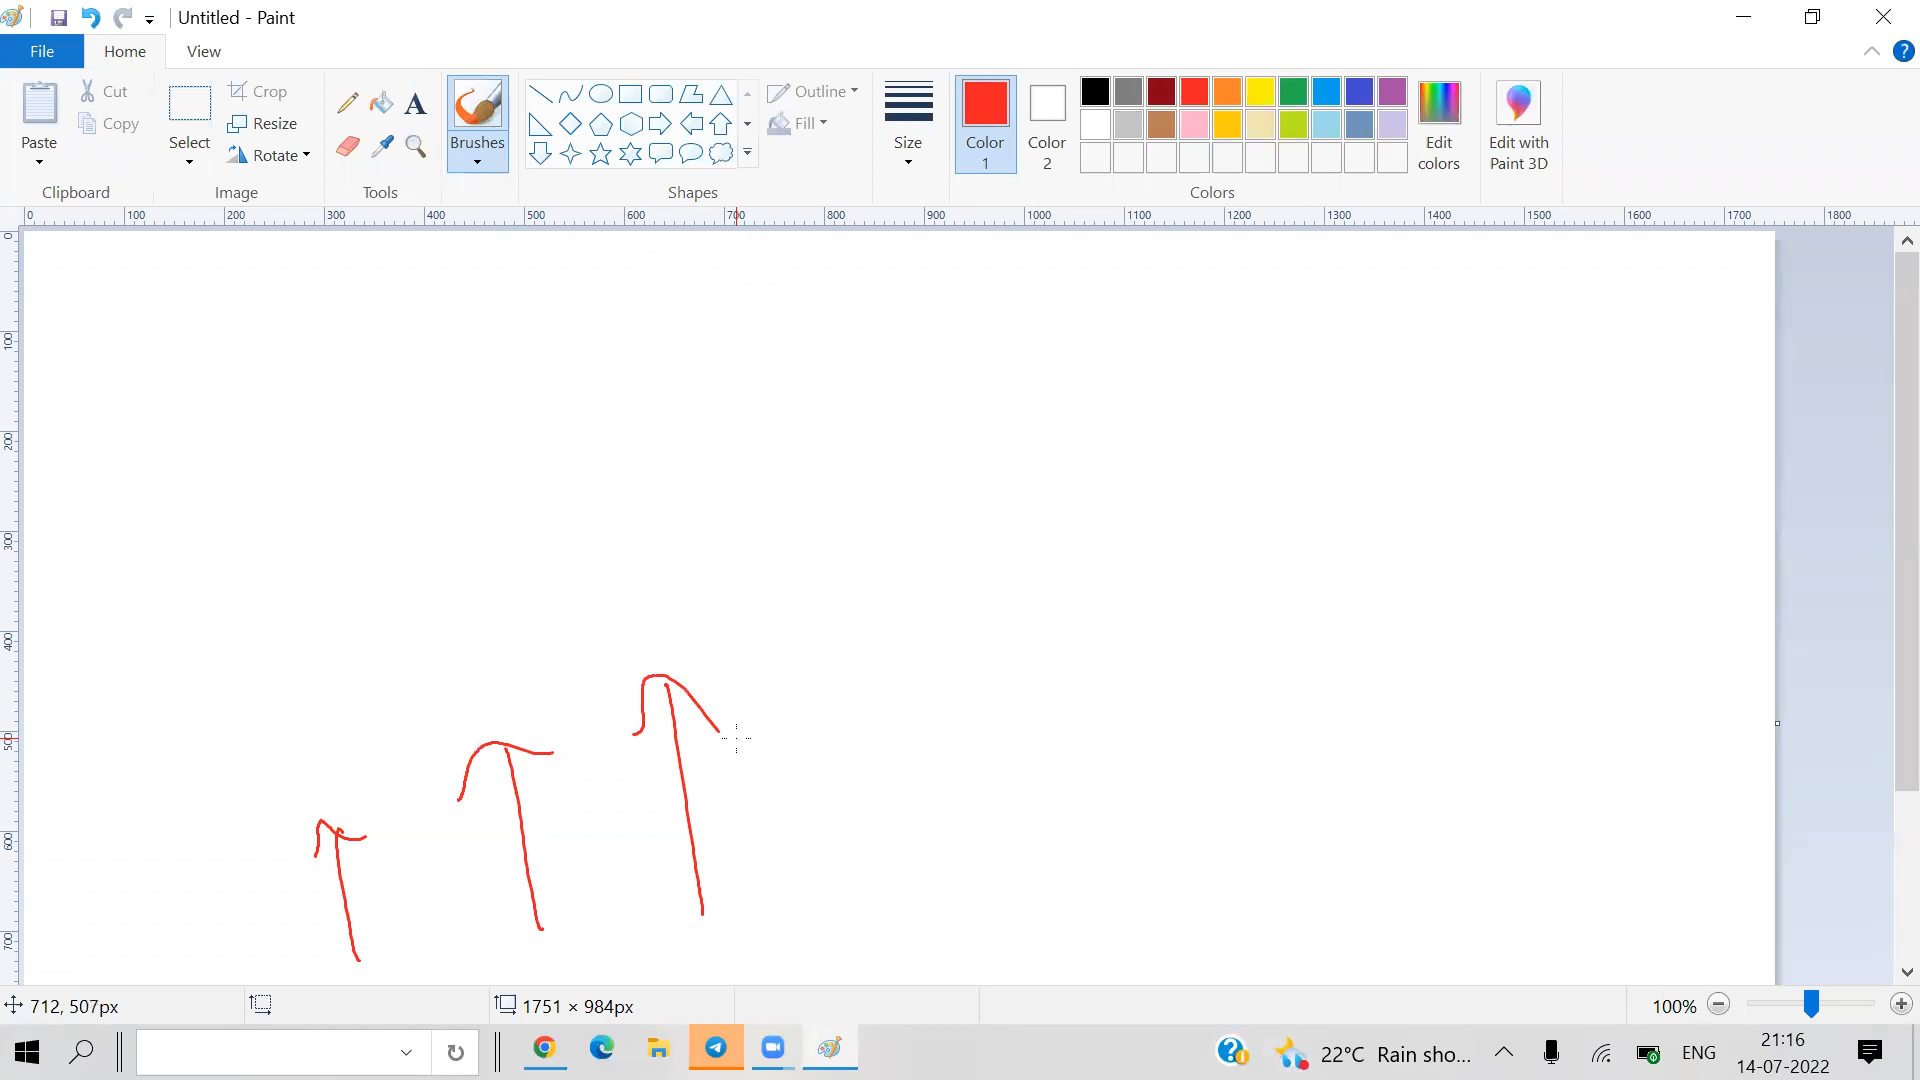 Untitled - Paint
File Home View
Paste
Cut
Copy
Clipboard
Select
Crop
Resize
Rotate
Image
A
Tools
Brushes
Shapes
Outline
Fill
Size
Color 1
Color 2
Colors
Edit colors
Edit with Paint 3D
?
0 100 200 300 400 500 600 700 800 900 1000 1100 1200 1300 1400 1500 1600 1700 1800
0
100
200
300
400
500
600
700
712, 507px
1751 × 984px
100%
22°C Rain sho...
ENG
21:16
14-07-2022